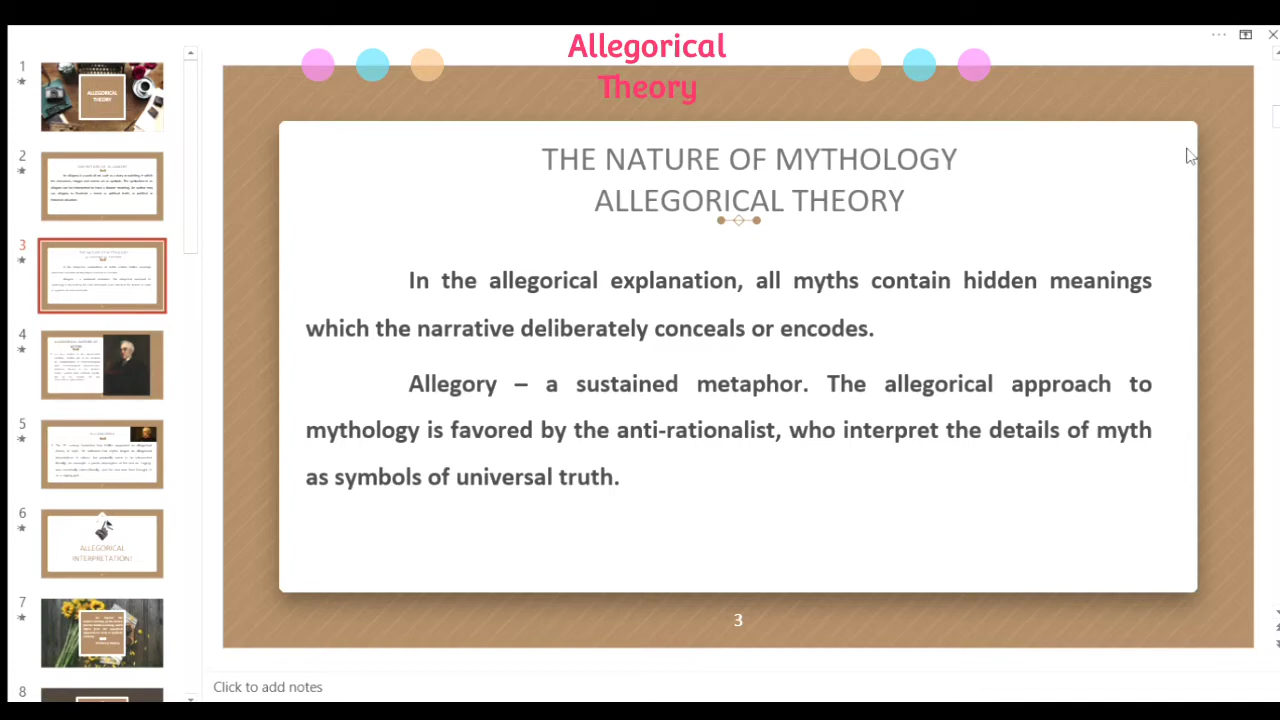 Allegorical
Theory
1
ALLEGORICAL
THEORY
2
3
4
5
6
ALLEGORICAL
INTERPRETATION!
7
8
THE NATURE OF MYTHOLOGY
ALLEGORICAL THEORY
In the allegorical explanation, all myths contain hidden meanings
which the narrative deliberately conceals or encodes.
Allegory – a sustained metaphor. The allegorical approach to
mythology is favored by the anti-rationalist, who interpret the details of myth
as symbols of universal truth.
3
Click to add notes